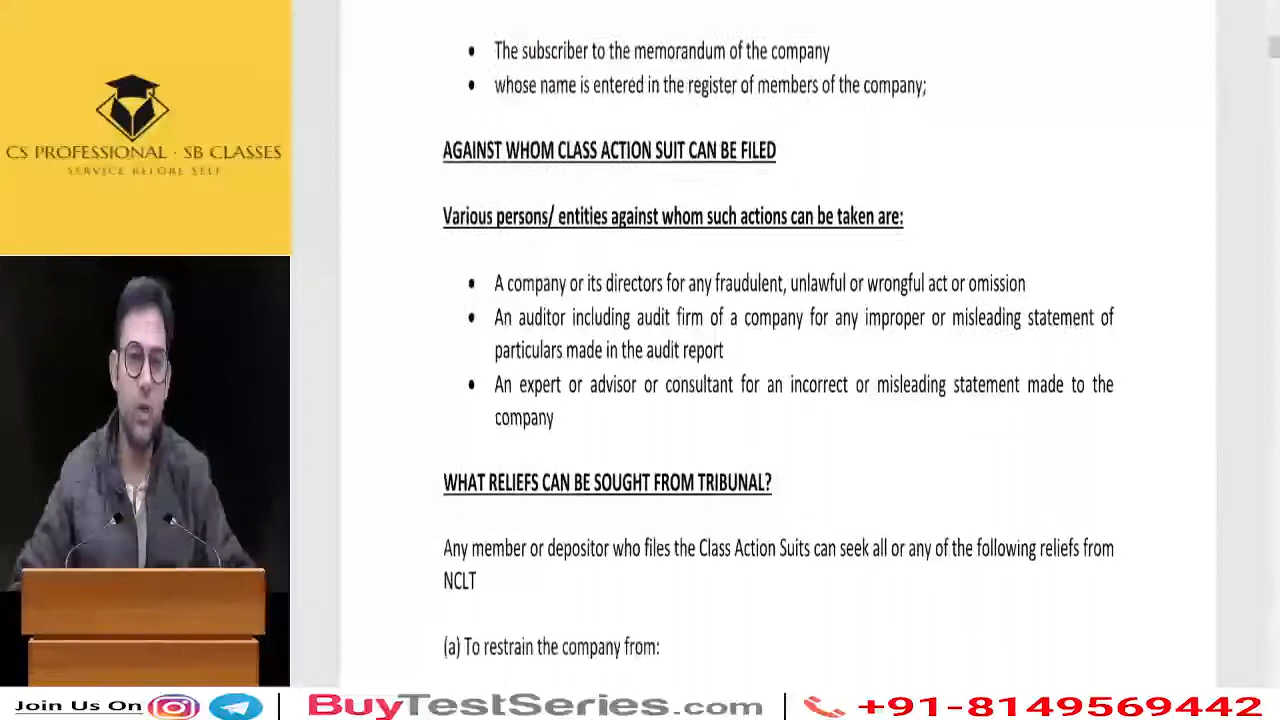 The subscriber to the memorandum of the company
whose name is entered in the register of members of the company;
AGAINST WHOM CLASS ACTION SUIT CAN BE FILED
Various persons/ entities against whom such actions can be taken are:
A company or its directors for any fraudulent, unlawful or wrongful act or omission
An auditor including audit firm of a company for any improper or misleading statement of
particulars made in the audit report
An expert or advisor or consultant for an incorrect or misleading statement made to the
company
WHAT RELIEFS CAN BE SOUGHT FROM TRIBUNAL?
Any member or depositor who files the Class Action Suits can seek all or any of the following reliefs from
NCLT
(a) To restrain the company from:
CS PROFESSIONAL · SB CLASSES
SERVICE BEFORE SELF
Join Us On
BuyTestSeries.com
+91-8149569442